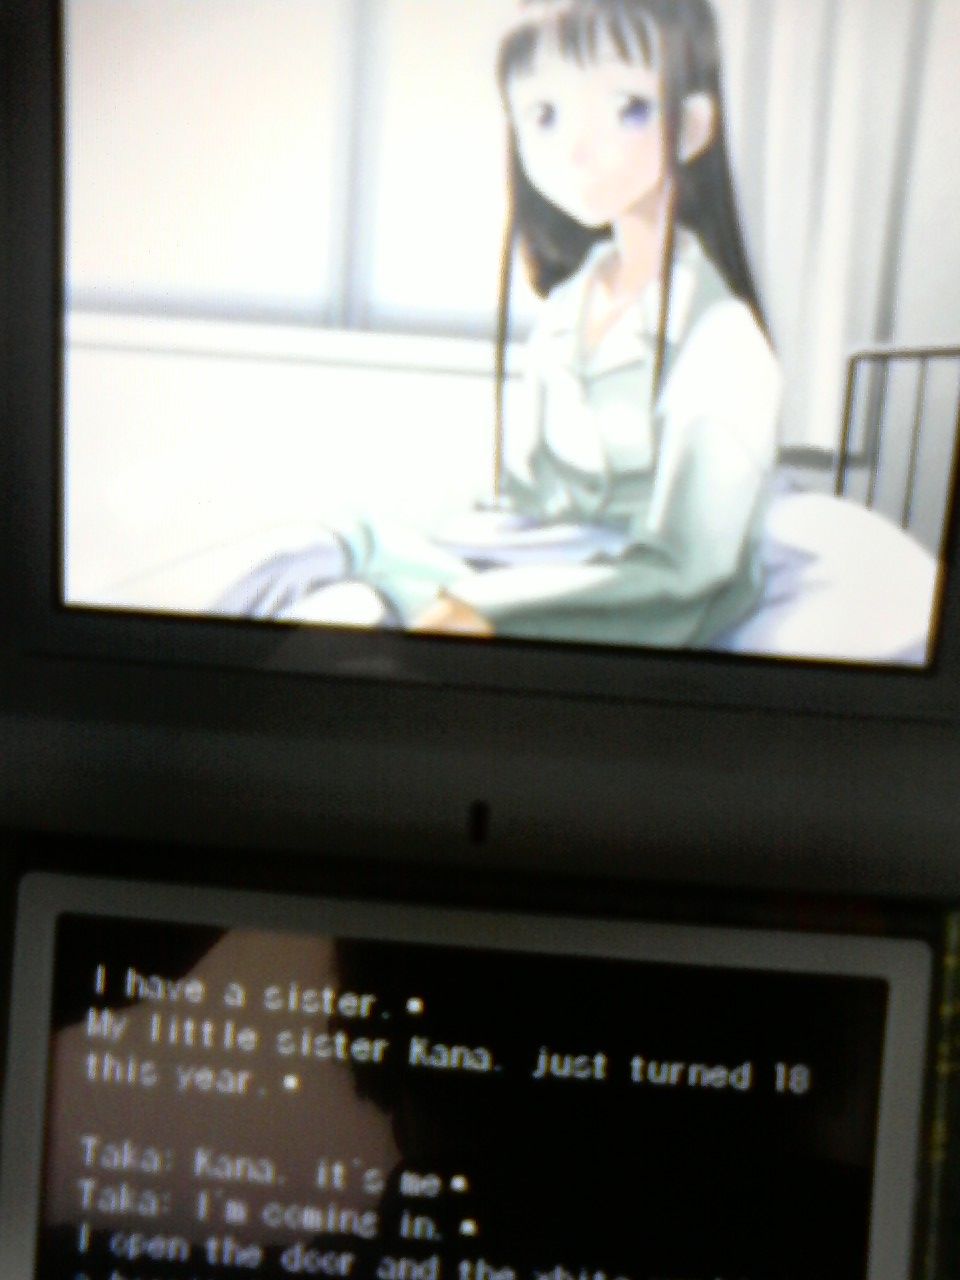 I have a sister.
My little sister Kana. just turned 18
this year.
Taka: Kana. it's me
Taka: I'm coming in.
I open the door and the white